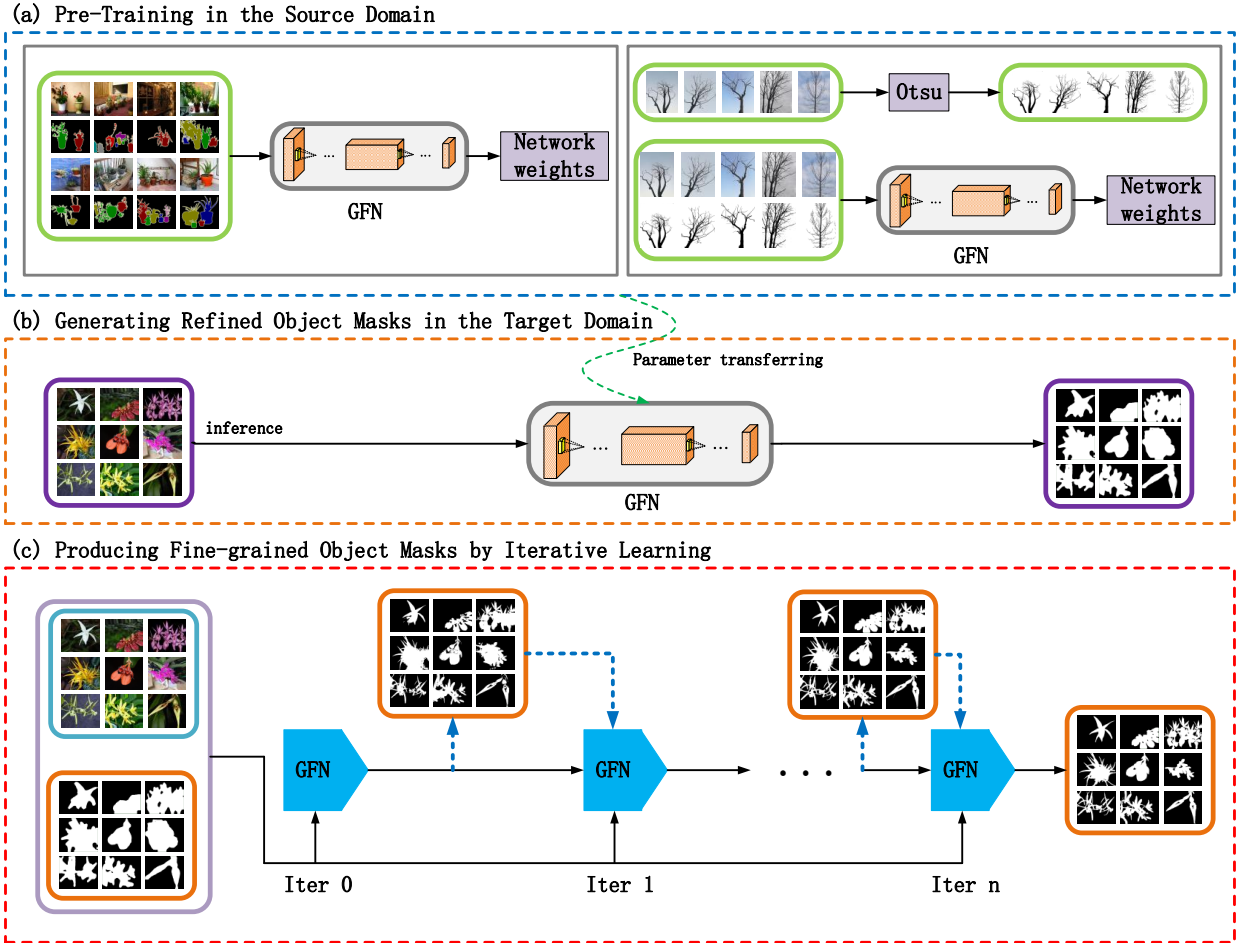 (a) Pre-Training in the Source Domain
Otsu
Network
weights
GFN
Network
weights
GFN
(b) Generating Refined Object Masks in the Target Domain
Parameter transferring
inference
...
...
GFN
(c) Producing Fine-grained Object Masks by Iterative Learning
GFN
GFN
...
GFN
Iter 0
Iter 1
Iter n